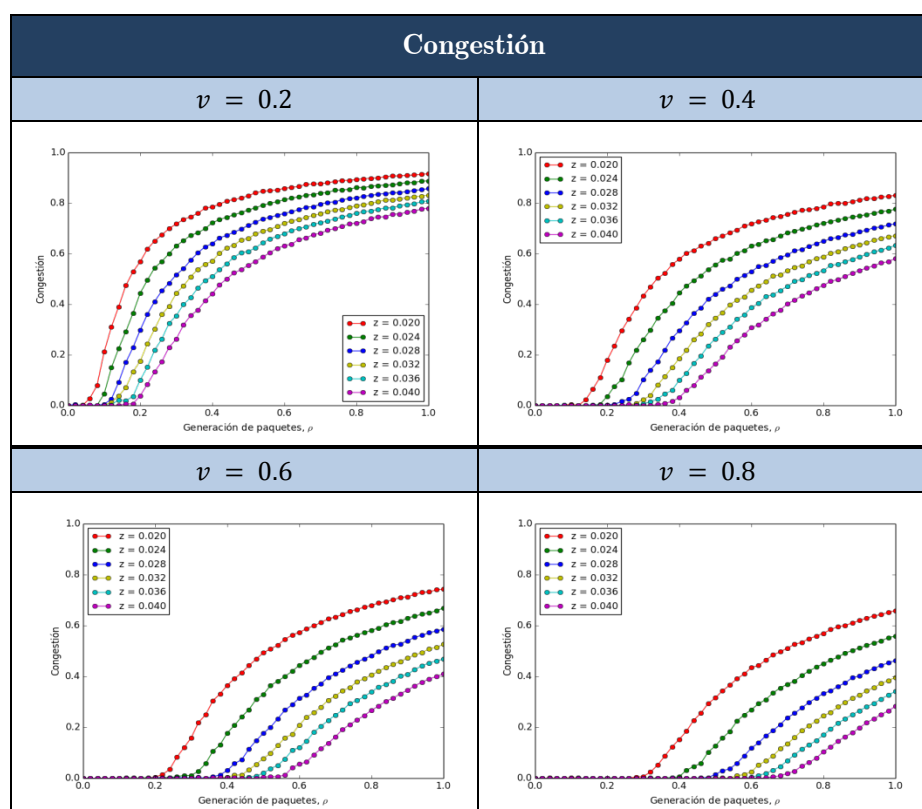 Congestión
v = 0.2
v = 0.4
1.0
0.8
0.6
0.4
0.2
0.0
Congestión
z = 0.020
z = 0.024
z = 0.028
z = 0.032
z = 0.036
z = 0.040
0.0 0.2 0.4 0.6 0.8 1.0
Generación de paquetes, ρ
1.0
0.8
0.6
0.4
0.2
0.0
Congestión
z = 0.020
z = 0.024
z = 0.028
z = 0.032
z = 0.036
z = 0.040
0.0 0.2 0.4 0.6 0.8 1.0
Generación de paquetes, ρ
v = 0.6
v = 0.8
1.0
0.8
0.6
0.4
0.2
0.0
Congestión
z = 0.020
z = 0.024
z = 0.028
z = 0.032
z = 0.036
z = 0.040
0.0 0.2 0.4 0.6 0.8 1.0
Generación de paquetes, ρ
1.0
0.8
0.6
0.4
0.2
0.0
Congestión
z = 0.020
z = 0.024
z = 0.028
z = 0.032
z = 0.036
z = 0.040
0.0 0.2 0.4 0.6 0.8 1.0
Generación de paquetes, ρ